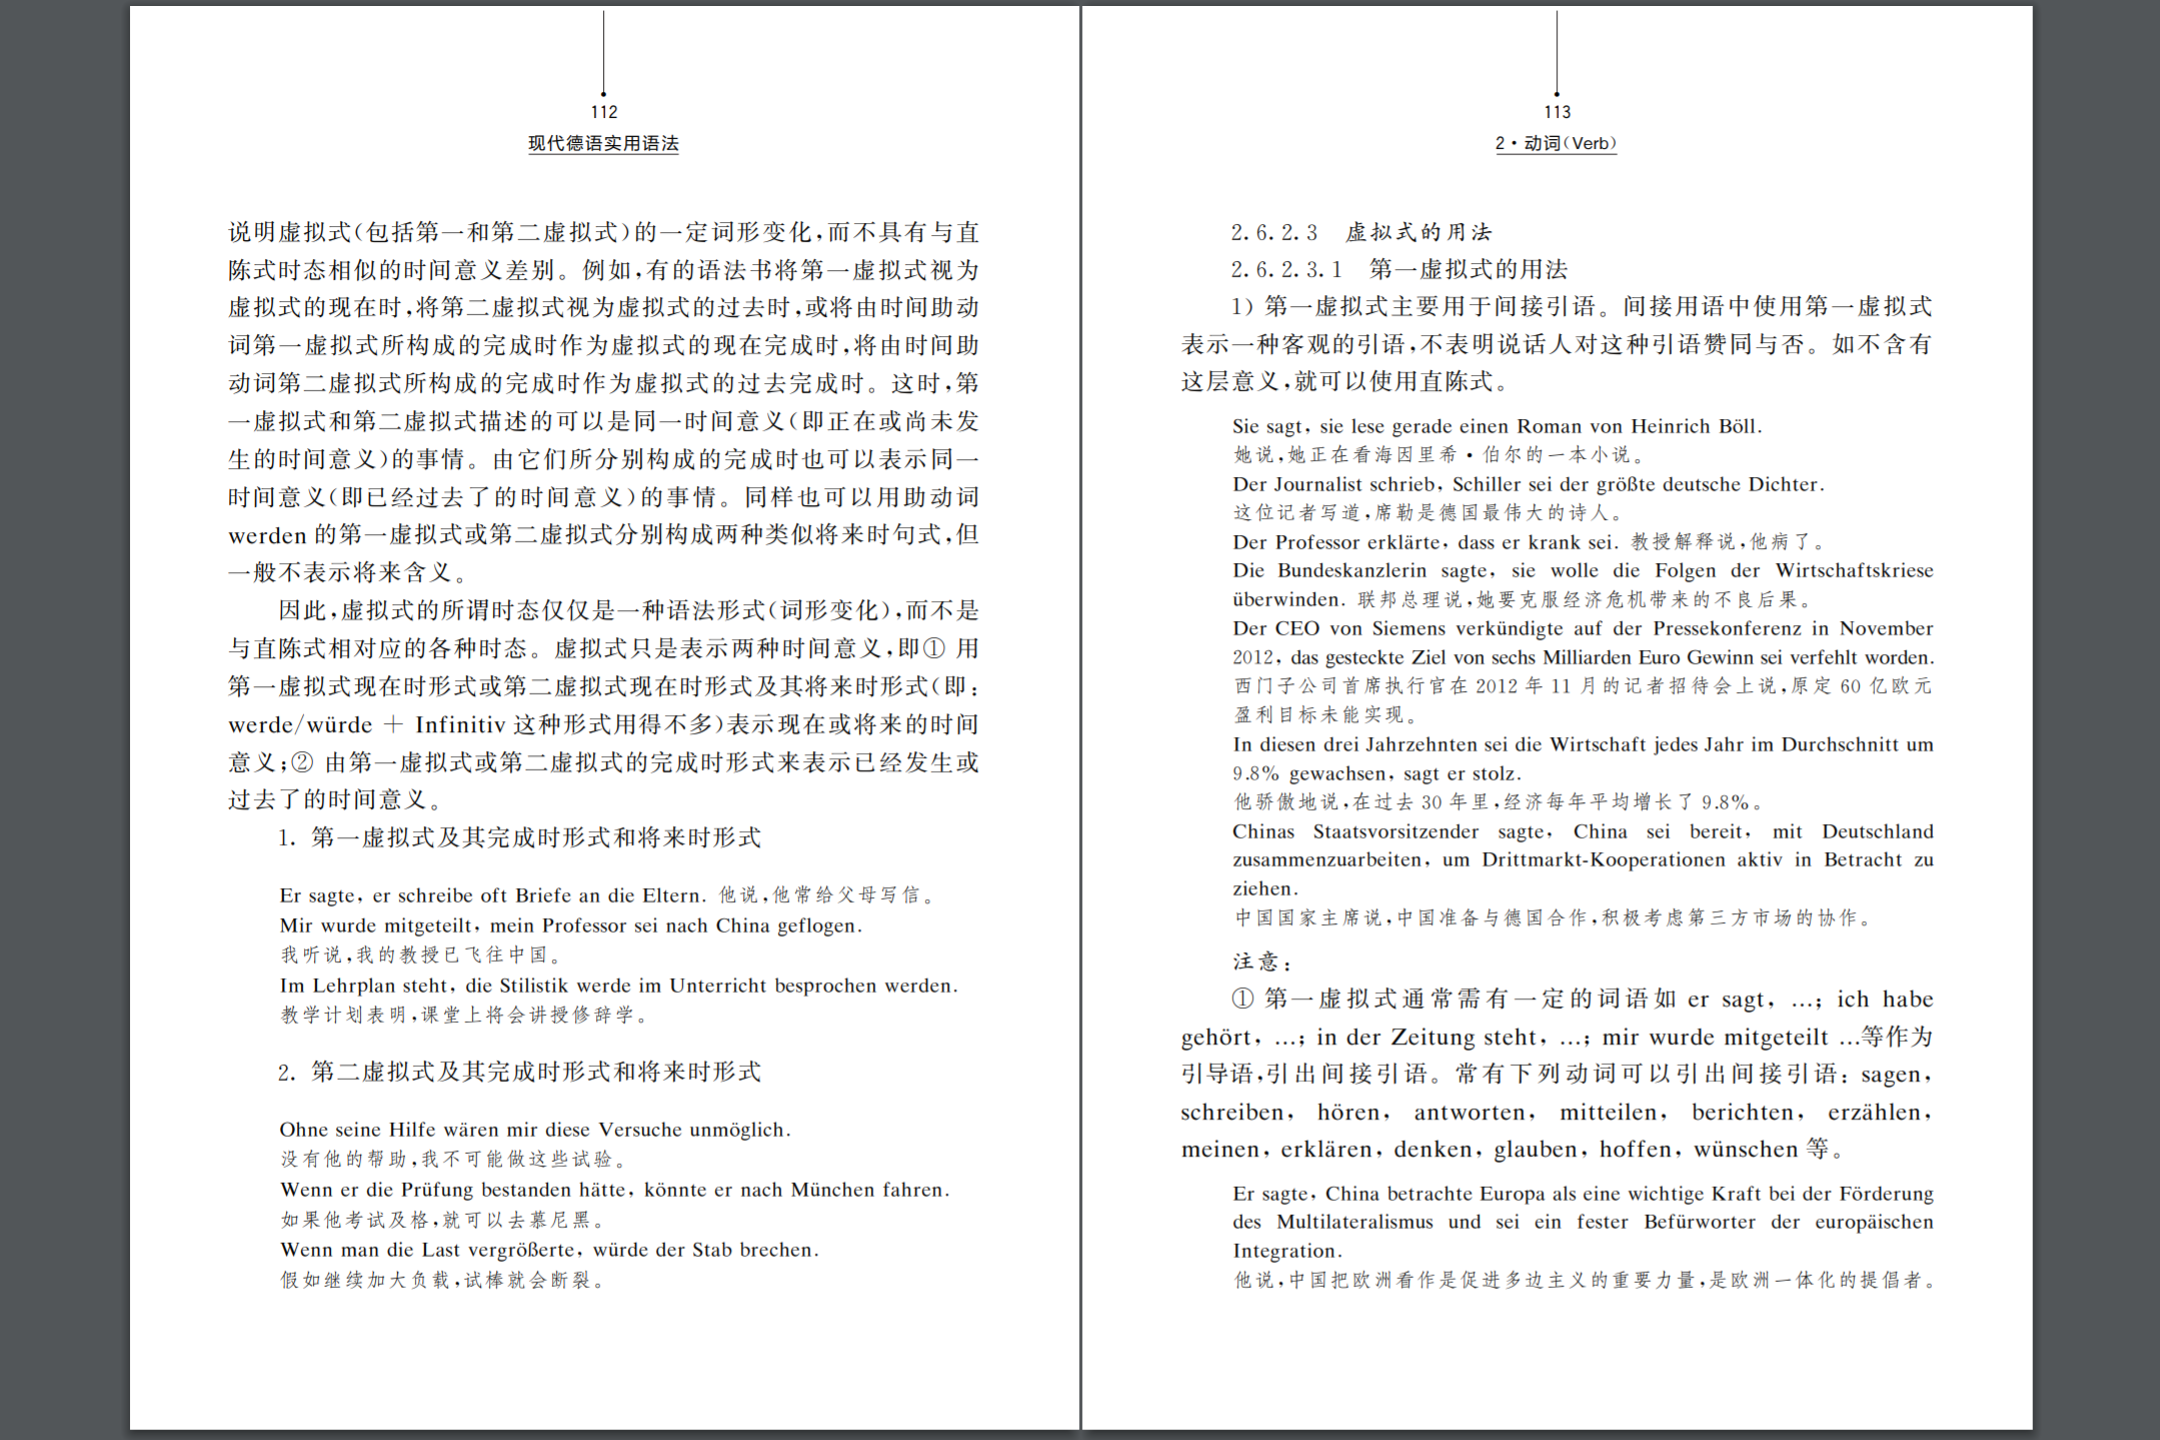 112
现代德语实用语法
说明虚拟式(包括第一和第二虚拟式)的一定词形变化,而不具有与直
陈式时态相似的时间意义差别。例如,有的语法书将第一虚拟式视为
虚拟式的现在时,将第二虚拟式视为虚拟式的过去时,或将由时间助动
词第一虚拟式所构成的完成时作为虚拟式的现在完成时,将由时间助
动词第二虚拟式所构成的完成时作为虚拟式的过去完成时。这时,第
一虚拟式和第二虚拟式描述的可以是同一时间意义(即正在或尚未发
生的时间意义)的事情。由它们所分别构成的完成时也可以表示同一
时间意义(即已经过去了的时间意义)的事情。同样也可以用助动词
werden 的第一虚拟式或第二虚拟式分别构成两种类似将来时句式,但
一般不表示将来含义。
因此,虚拟式的所谓时态仅仅是一种语法形式(词形变化),而不是
与直陈式相对应的各种时态。虚拟式只是表示两种时间意义,即① 用
第一虚拟式现在时形式或第二虚拟式现在时形式及其将来时形式(即:
werde/würde + Infinitiv 这种形式用得不多)表示现在或将来的时间
意义;② 由第一虚拟式或第二虚拟式的完成时形式来表示已经发生或
过去了的时间意义。
1. 第一虚拟式及其完成时形式和将来时形式
Er sagte, er schreibe oft Briefe an die Eltern. 他说,他常给父母写信。
Mir wurde mitgeteilt, mein Professor sei nach China geflogen.
我听说,我的教授已飞往中国。
Im Lehrplan steht, die Stilistik werde im Unterricht besprochen werden.
教学计划表明,课堂上将会讲授修辞学。
2. 第二虚拟式及其完成时形式和将来时形式
Ohne seine Hilfe wären mir diese Versuche unmöglich.
没有他的帮助,我不可能做这些试验。
Wenn er die Prüfung bestanden hätte, könnte er nach München fahren.
如果他考试及格,就可以去慕尼黑。
Wenn man die Last vergrößerte, würde der Stab brechen.
假如继续加大负载,试棒就会断裂。
113
2·动词(Verb)
2.6.2.3 虚拟式的用法
2.6.2.3.1 第一虚拟式的用法
1) 第一虚拟式主要用于间接引语。间接用语中使用第一虚拟式
表示一种客观的引语,不表明说话人对这种引语赞同与否。如不含有
这层意义,就可以使用直陈式。
Sie sagt, sie lese gerade einen Roman von Heinrich Böll.
她说,她正在看海因里希·伯尔的一本小说。
Der Journalist schrieb, Schiller sei der größte deutsche Dichter.
这位记者写道,席勒是德国最伟大的诗人。
Der Professor erklärte, dass er krank sei. 教授解释说,他病了。
Die Bundeskanzlerin sagte, sie wolle die Folgen der Wirtschaftskriese
überwinden. 联邦总理说,她要克服经济危机带来的不良后果。
Der CEO von Siemens verkündigte auf der Pressekonferenz in November
2012, das gesteckte Ziel von sechs Milliarden Euro Gewinn sei verfehlt worden.
西门子公司首席执行官在 2012 年 11 月的记者招待会上说,原定 60 亿欧元
盈利目标未能实现。
In diesen drei Jahrzehnten sei die Wirtschaft jedes Jahr im Durchschnitt um
9.8% gewachsen, sagt er stolz.
他骄傲地说,在过去 30 年里,经济每年平均增长了 9.8%。
Chinas Staatsvorsitzender sagte, China sei bereit, mit Deutschland
zusammenzuarbeiten, um Drittmarkt-Kooperationen aktiv in Betracht zu
ziehen.
中国国家主席说,中国准备与德国合作,积极考虑第三方市场的协作。
注意:
① 第一虚拟式通常需有一定的词语如 er sagt, …; ich habe
gehört, …; in der Zeitung steht, …; mir wurde mitgeteilt …等作为
引导语,引出间接引语。常有下列动词可以引出间接引语: sagen,
schreiben, hören, antworten, mitteilen, berichten, erzählen,
meinen, erklären, denken, glauben, hoffen, wünschen 等。
Er sagte, China betrachte Europa als eine wichtige Kraft bei der Förderung
des Multilateralismus und sei ein fester Befürworter der europäischen
Integration.
他说,中国把欧洲看作是促进多边主义的重要力量,是欧洲一体化的提倡者。